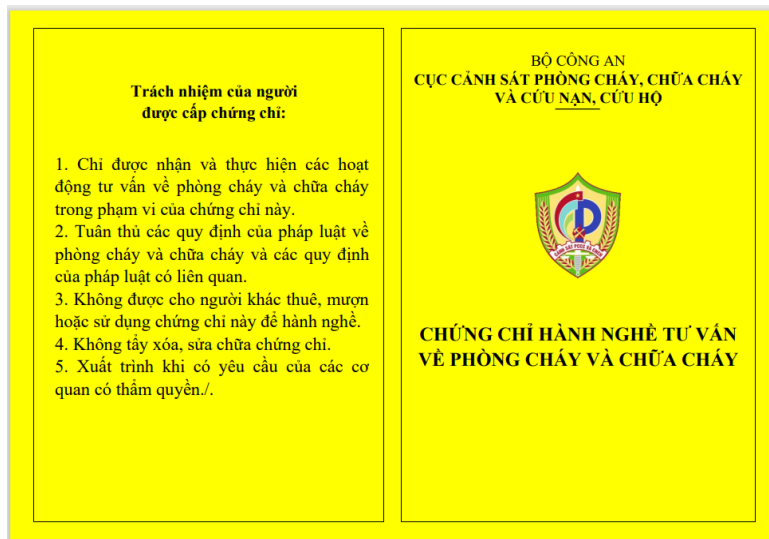 Trách nhiệm của người
được cấp chứng chỉ:
1. Chỉ được nhận và thực hiện các hoạt
động tư vấn về phòng cháy và chữa cháy
trong phạm vi của chứng chỉ này.
2. Tuân thủ các quy định của pháp luật về
phòng cháy và chữa cháy và các quy định
của pháp luật có liên quan.
3. Không được cho người khác thuê, mượn
hoặc sử dụng chứng chỉ này để hành nghề.
4. Không tẩy xóa, sửa chữa chứng chỉ.
5. Xuất trình khi có yêu cầu của các cơ
quan có thẩm quyền./.
BỘ CÔNG AN
CỤC CẢNH SÁT PHÒNG CHÁY, CHỮA CHÁY
VÀ CỨU NẠN, CỨU HỘ
CẢNH SÁT PCCC VÀ CNCH
CHỨNG CHỈ HÀNH NGHỀ TƯ VẤN
VỀ PHÒNG CHÁY VÀ CHỮA CHÁY